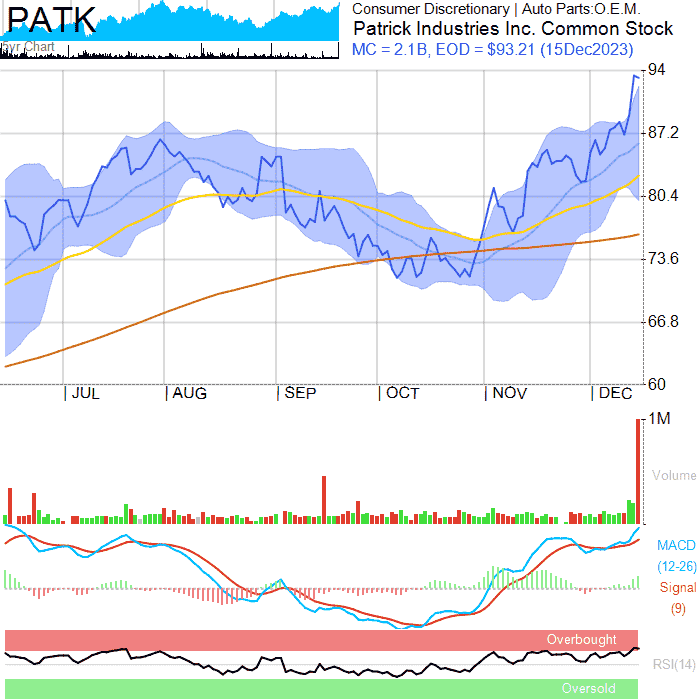 PATK
5yr Chart
Consumer Discretionary | Auto Parts:O.E.M.
Patrick Industries Inc. Common Stock
MC = 2.1B, EOD = $93.21 (15Dec2023)
94
87.2
80.4
73.6
66.8
60
| JUL | AUG | SEP | OCT | NOV | DEC
1M
Volume
MACD
(12-26)
Signal
(9)
Overbought
RSI(14)
Oversold